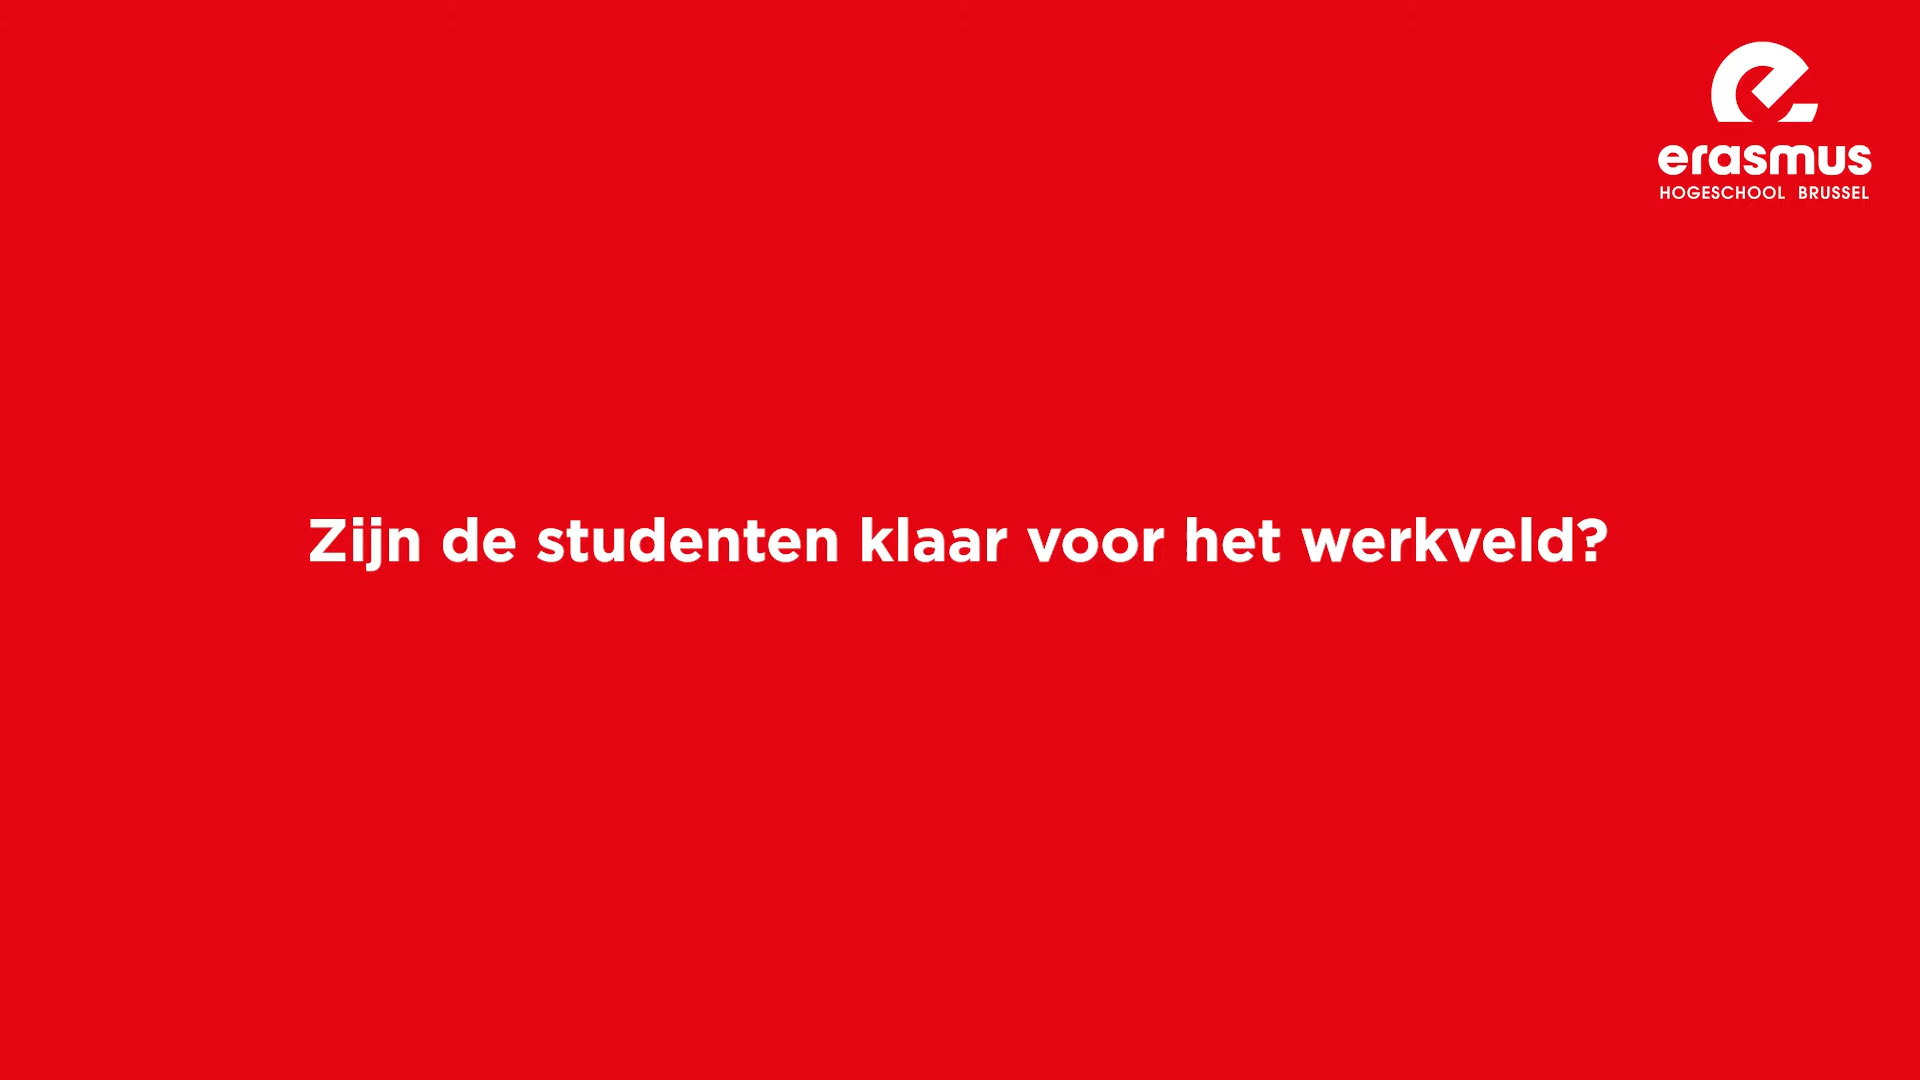 erasmus
HOGESCHOOL BRUSSEL
Zijn de studenten klaar voor het werkveld?